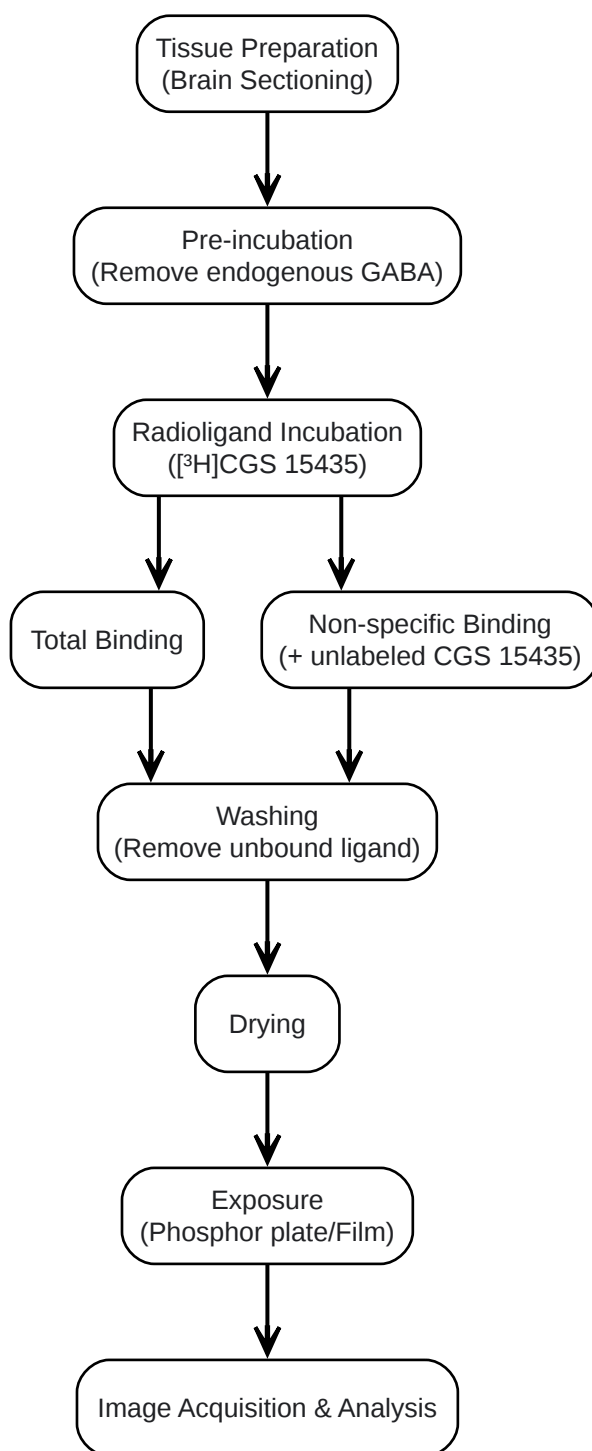 Tissue Preparation
(Brain Sectioning)
Pre-incubation
(Remove endogenous GABA)
Radioligand Incubation
([³H]CGS 15435)
Total Binding
Non-specific Binding
(+ unlabeled CGS 15435)
Washing
(Remove unbound ligand)
Drying
Exposure
(Phosphor plate/Film)
Image Acquisition & Analysis